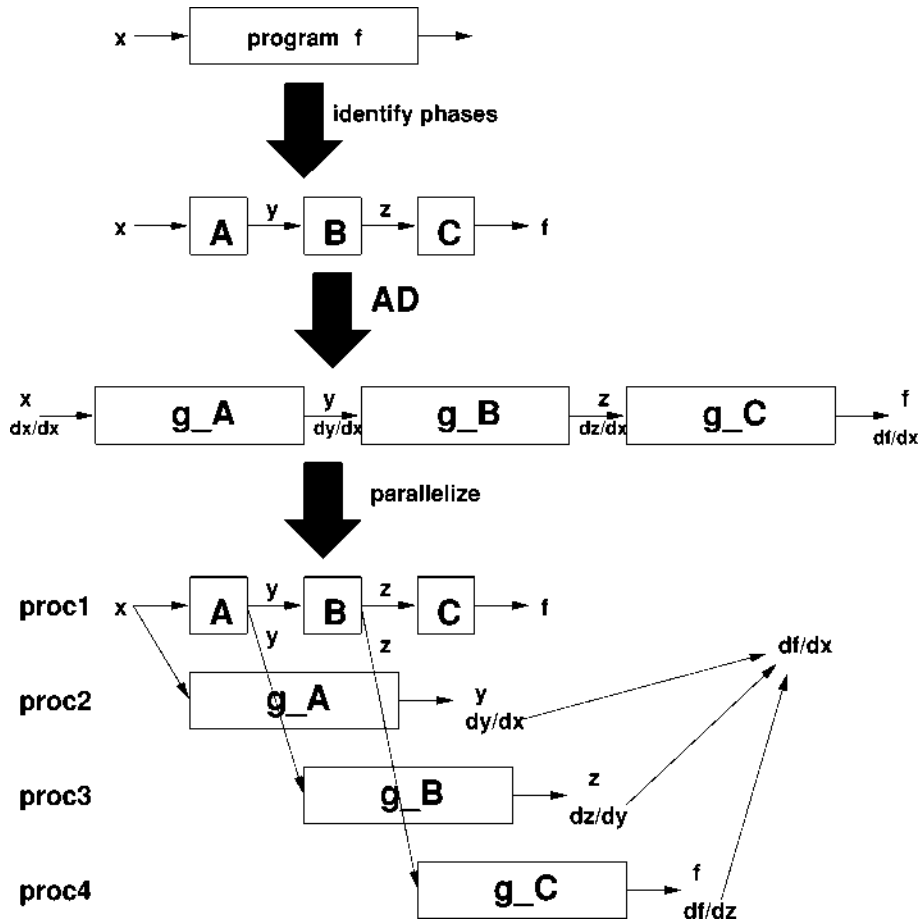 x program f
identify phases
x A y B z C f
AD
x g_A y g_B z g_C f
dx/dx dy/dx dz/dx df/dx
parallelize
proc1 x A y B z C f
y z
df/dx
proc2 g_A y
dy/dx
proc3 g_B z
dz/dy
proc4 g_C f
df/dz